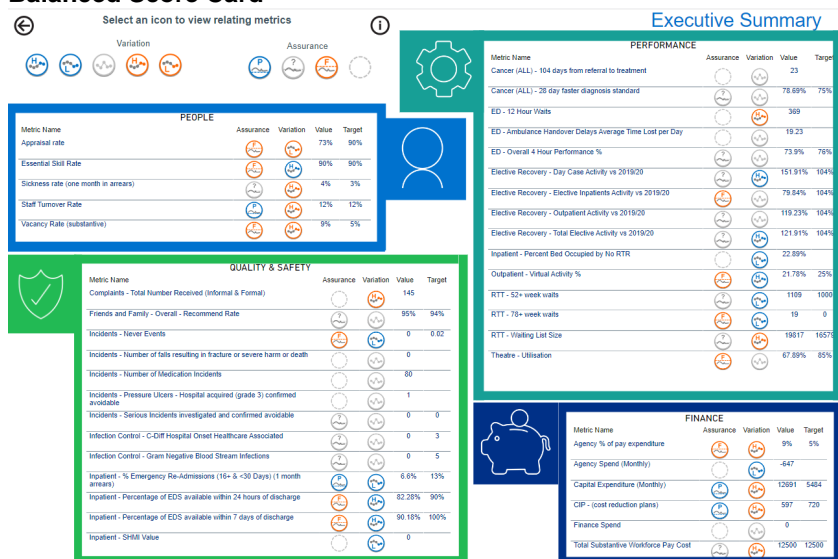 Balanced Score Card
Select an icon to view relating metrics
Executive Summary
Variation
Assurance
H L H L
P ? F
PEOPLE
Metric Name Assurance Variation Value Target
Appraisal rate F L 73% 90%
Essential Skill Rate F H 90% 90%
Sickness rate (one month in arrears) ? H 4% 3%
Staff Turnover Rate P H 12% 12%
Vacancy Rate (substantive) F H 9% 5%
QUALITY & SAFETY
Metric Name Assurance Variation Value Target
Complaints - Total Number Received (Informal & Formal) H 145
Friends and Family - Overall - Recommend Rate ? 95% 94%
Incidents - Never Events F L 0 0.02
Incidents - Number of falls resulting in fracture or severe harm or death 0
Incidents - Number of Medication Incidents 80
Incidents - Pressure Ulcers - Hospital acquired (grade 3) confirmed 1
avoidable
Incidents - Serious Incidents investigated and confirmed avoidable ? 0 0
Infection Control - C-Diff Hospital Onset Healthcare Associated ? 0 3
Infection Control - Gram Negative Blood Stream Infections ? 0 5
Inpatient - % Emergency Re-Admissions (16+ & <30 Days) (1 month P L 6.6% 13%
arrears)
Inpatient - Percentage of EDS available within 24 hours of discharge F H 82.28% 90%
Inpatient - Percentage of EDS available within 7 days of discharge F H 90.18% 100%
Inpatient - SHMI Value L 0
PERFORMANCE
Metric Name Assurance Variation Value Target
Cancer (ALL) - 104 days from referral to treatment 23
Cancer (ALL) - 28 day faster diagnosis standard ? 78.69% 75%
ED - 12 Hour Waits H 369
ED - Ambulance Handover Delays Average Time Lost per Day 19.23
ED - Overall 4 Hour Performance % ? 73.9% 76%
Elective Recovery - Day Case Activity vs 2019/20 ? H 151.91% 104%
Elective Recovery - Elective Inpatients Activity vs 2019/20 F 79.84% 104%
Elective Recovery - Outpatient Activity vs 2019/20 ? 119.23% 104%
Elective Recovery - Total Elective Activity vs 2019/20 ? H 121.91% 104%
Inpatient - Percent Bed Occupied by No RTR L 22.89%
Outpatient - Virtual Activity % F H 21.78% 25%
RTT - 52+ week waits ? L 1109 1000
RTT - 78+ week waits F L 19 0
RTT - Waiting List Size ? H 19817 16579
Theatre - Utilisation F 67.89% 85%
FINANCE
Metric Name Assurance Variation Value Target
Agency % of pay expenditure F H 9% 5%
Agency Spend (Monthly) L -647
Capital Expenditure (Monthly) P H 12691 5484
CIP - (cost reduction plans) P H 597 720
Finance Spend 0
Total Substantive Workforce Pay Cost ? H 12500 12500